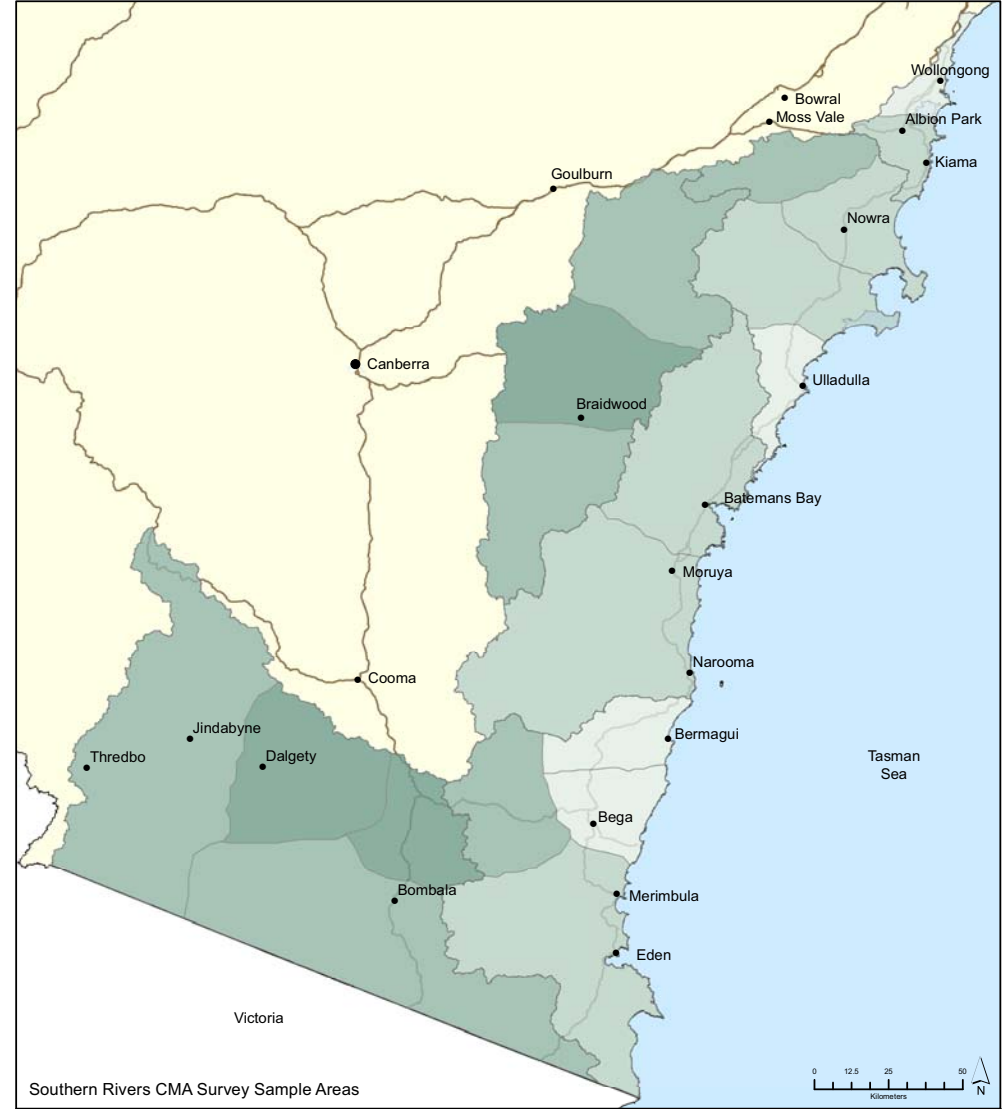 Wollongong
Bowral
Moss Vale
Albion Park
Kiama
Goulburn
Nowra
Canberra
Ulladulla
Braidwood
Batemans Bay
Moruya
Narooma
Cooma
Jindabyne
Bermagui
Thredbo
Dalgety
Tasman
Sea
Bega
Bombala
Merimbula
Eden
Victoria
Southern Rivers CMA Survey Sample Areas
0 12.5 25 50
Kilometers
N